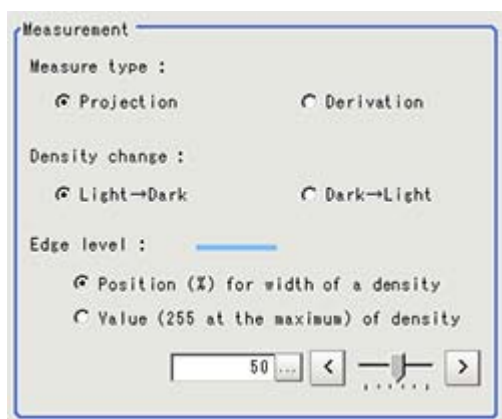 Measurement
Measure type :
Projection Derivation
Density change :
Light→Dark Dark→Light
Edge level :
Position (%) for width of a density
Value (255 at the maximum) of density
50 ... < >